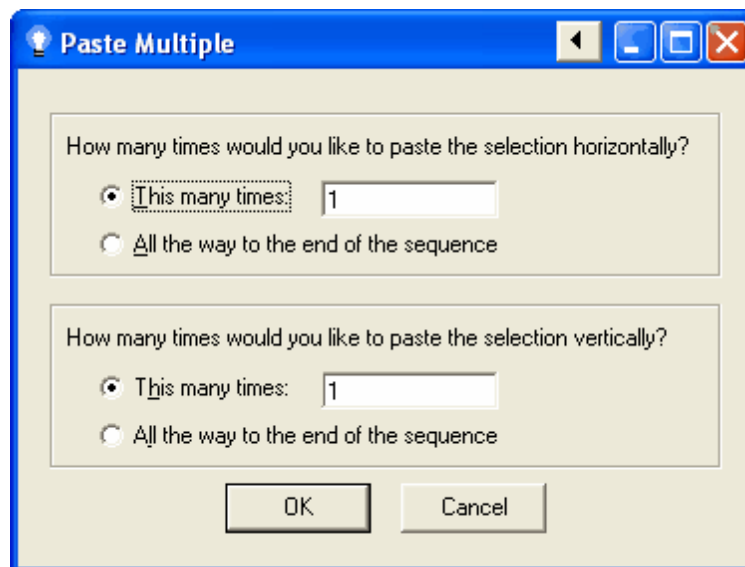 Paste Multiple
How many times would you like to paste the selection horizontally?
This many times: 1
All the way to the end of the sequence
How many times would you like to paste the selection vertically?
This many times: 1
All the way to the end of the sequence
OK Cancel